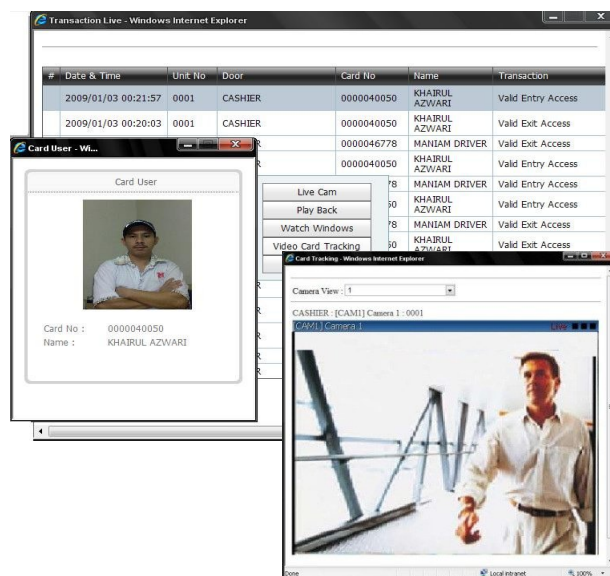 Transaction Live - Windows Internet Explorer
# Date & Time Unit No Door Card No Name Transaction
2009/01/03 00:21:57 0001 CASHIER 0000040050 KHAIRUL AZWARI Valid Entry Access
2009/01/03 00:20:03 0001 CASHIER 0000040050 KHAIRUL AZWARI Valid Exit Access
R 0000046778 MANIAM DRIVER Valid Exit Access
R 0000040050 KHAIRUL AZWARI Valid Entry Access
78 MANIAM DRIVER Valid Entry Access
50 KHAIRUL AZWARI Valid Entry Access
78 MANIAM DRIVER Valid Exit Access
50 KHAIRUL AZWARI Valid Exit Access
R
R
R
R
R
Card User - Wi...
Card User
Card No : 0000040050
Name : KHAIRUL AZWARI
Live Cam
Play Back
Watch Windows
Video Card Tracking
Card Tracking - Windows Internet Explorer
Camera View : 1
CASHIER : [CAM1] Camera 1 : 0001
[CAM1] Camera 1 Live
Done Local intranet 100%